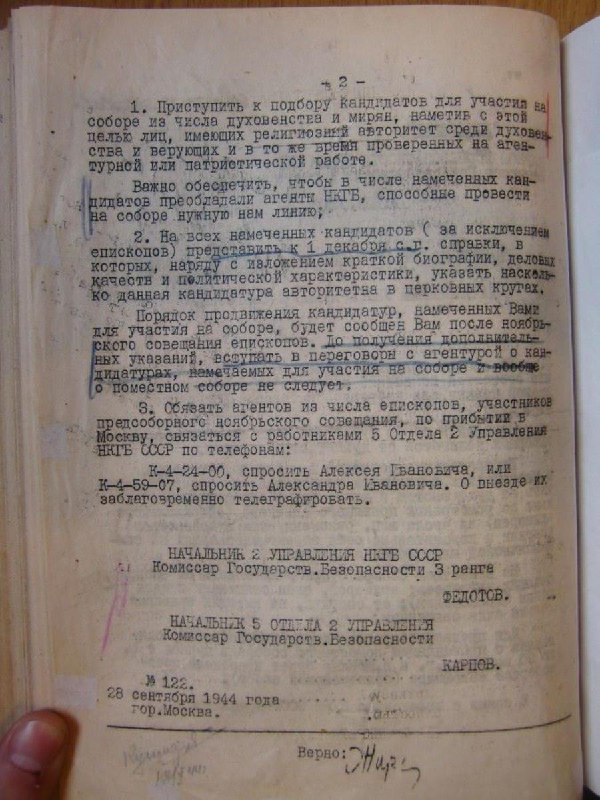 - 2 -
1. Приступить к подбору кандидатов для участия на
соборе из числа духовенства и мирян, наметив с этой
целью лиц, имеющих религиозный авторитет среди духовен-
ства и верующих и в то же время проверенных на аген-
турной или патриотической работе.
Важно обеспечить, чтобы в числе намеченных кан-
дидатов преобладали агенты НКГБ, способные провести
на соборе нужную нам линию;
2. На всех намеченных кандидатов ( за исключением
епископов) представить к 1 декабря с.г. справки, в
которых, наряду с изложением краткой биографии, деловых
качеств и политической характеристики, указать насколь-
ко данная кандидатура авторитетна в церковных кругах.
Порядок продвижения кандидатур, намеченных Вами
для участия на соборе, будет сообщен Вам после ноябрь-
ского совещания епископов. До получения дополнитель-
ных указаний, вступать в переговоры с агентурой о кан-
дидатурах, намечаемых для участия на соборе и вообще
о поместном соборе не следует.
3. Обязать агентов из числа епископов, участников
предсоборного ноябрьского совещания, по прибытии в
Москву, связаться с работниками 5 Отдела 2 Управления
НКГБ СССР по телефонам:
К-4-24-00, спросить Алексея Ивановича, или
К-4-59-07, спросить Александра Ивановича. О выезде их
заблаговременно телеграфировать.
НАЧАЛЬНИК 2 УПРАВЛЕНИЯ НКГБ СССР
Комиссар Государств.Безопасности 3 ранга
ФЕДОТОВ.
НАЧАЛЬНИК 5 ОТДЕЛА 2 УПРАВЛЕНИЯ
Комиссар Государств.Безопасности
КАРПОВ.
№ 122.
28 сентября 1944 года
гор.Москва.
Верно: